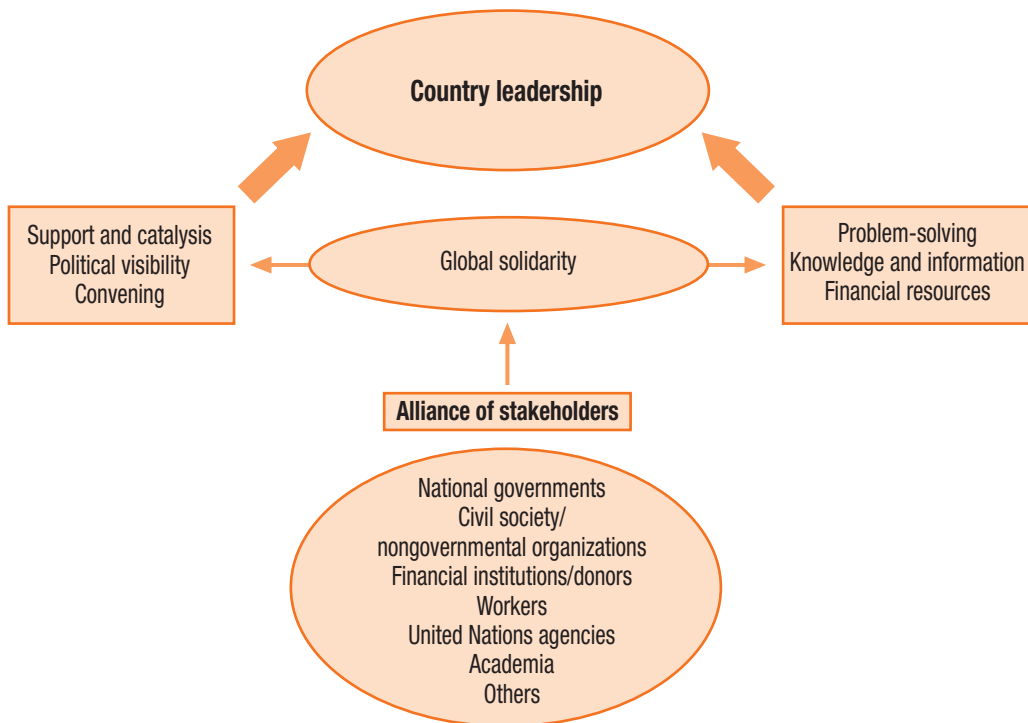 Country leadership
Support and catalysis
Political visibility
Convening
Global solidarity
Problem-solving
Knowledge and information
Financial resources
Alliance of stakeholders
National governments
Civil society/
nongovernmental organizations
Financial institutions/donors
Workers
United Nations agencies
Academia
Others